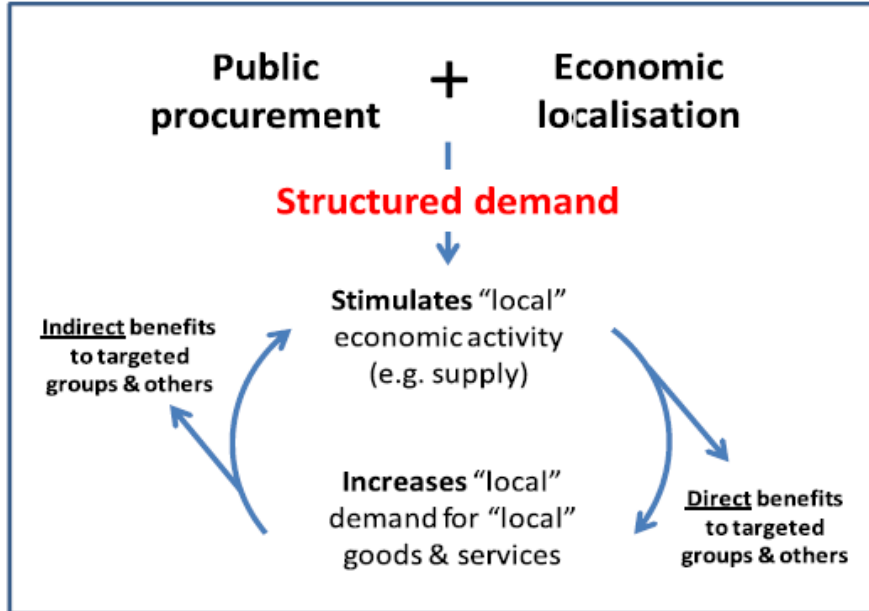 Public
procurement
+
Economic
localisation
Structured demand
Stimulates “local”
economic activity
(e.g. supply)
Indirect benefits
to targeted
groups & others
Increases “local”
demand for “local”
goods & services
Direct benefits
to targeted
groups & others